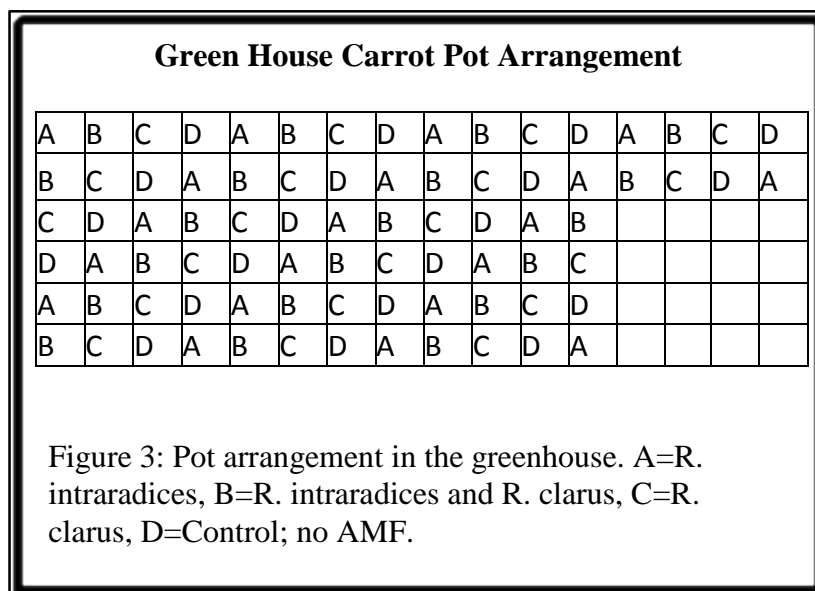 Green House Carrot Pot Arrangement
A B C D A B C D A B C D A B C D
B C D A B C D A B C D A B C D A
C D A B C D A B C D A B
D A B C D A B C D A B C
A B C D A B C D A B C D
B C D A B C D A B C D A
Figure 3: Pot arrangement in the greenhouse. A=R.
intraradices, B=R. intraradices and R. clarus, C=R.
clarus, D=Control; no AMF.